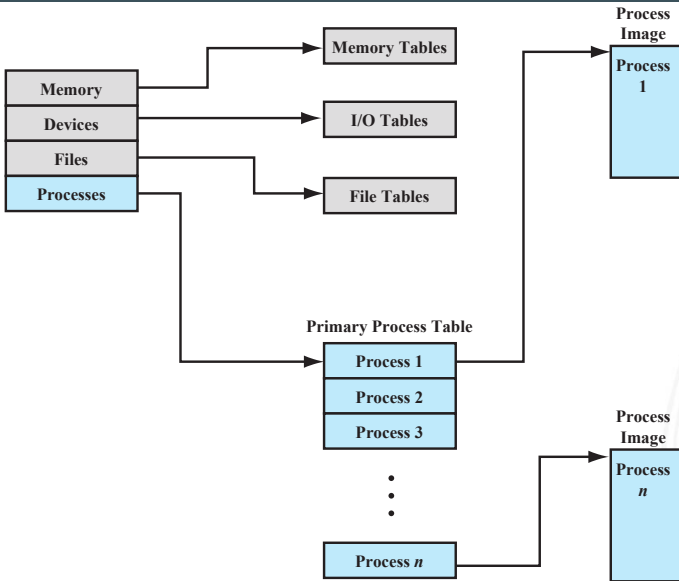 Memory
Devices
Files
Processes
Memory Tables
I/O Tables
File Tables
Primary Process Table
Process 1
Process 2
Process 3
Process n
Process
Image
Process
1
Process
Image
Process
n